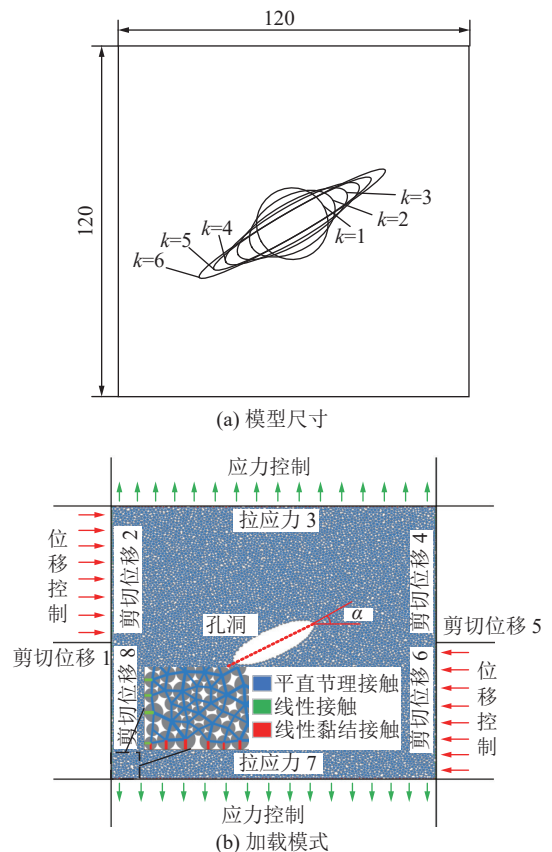 120
120
k=3
k=2
k=1
k=4
k=5
k=6
(a) 模型尺寸
应力控制
拉应力 3
位移控制
剪切位移 2
剪切位移 4
孔洞
α
剪切位移 1
剪切位移 5
剪切位移 8
剪切位移 6
平直节理接触
线性接触
线性黏结接触
位移控制
拉应力 7
应力控制
(b) 加载模式